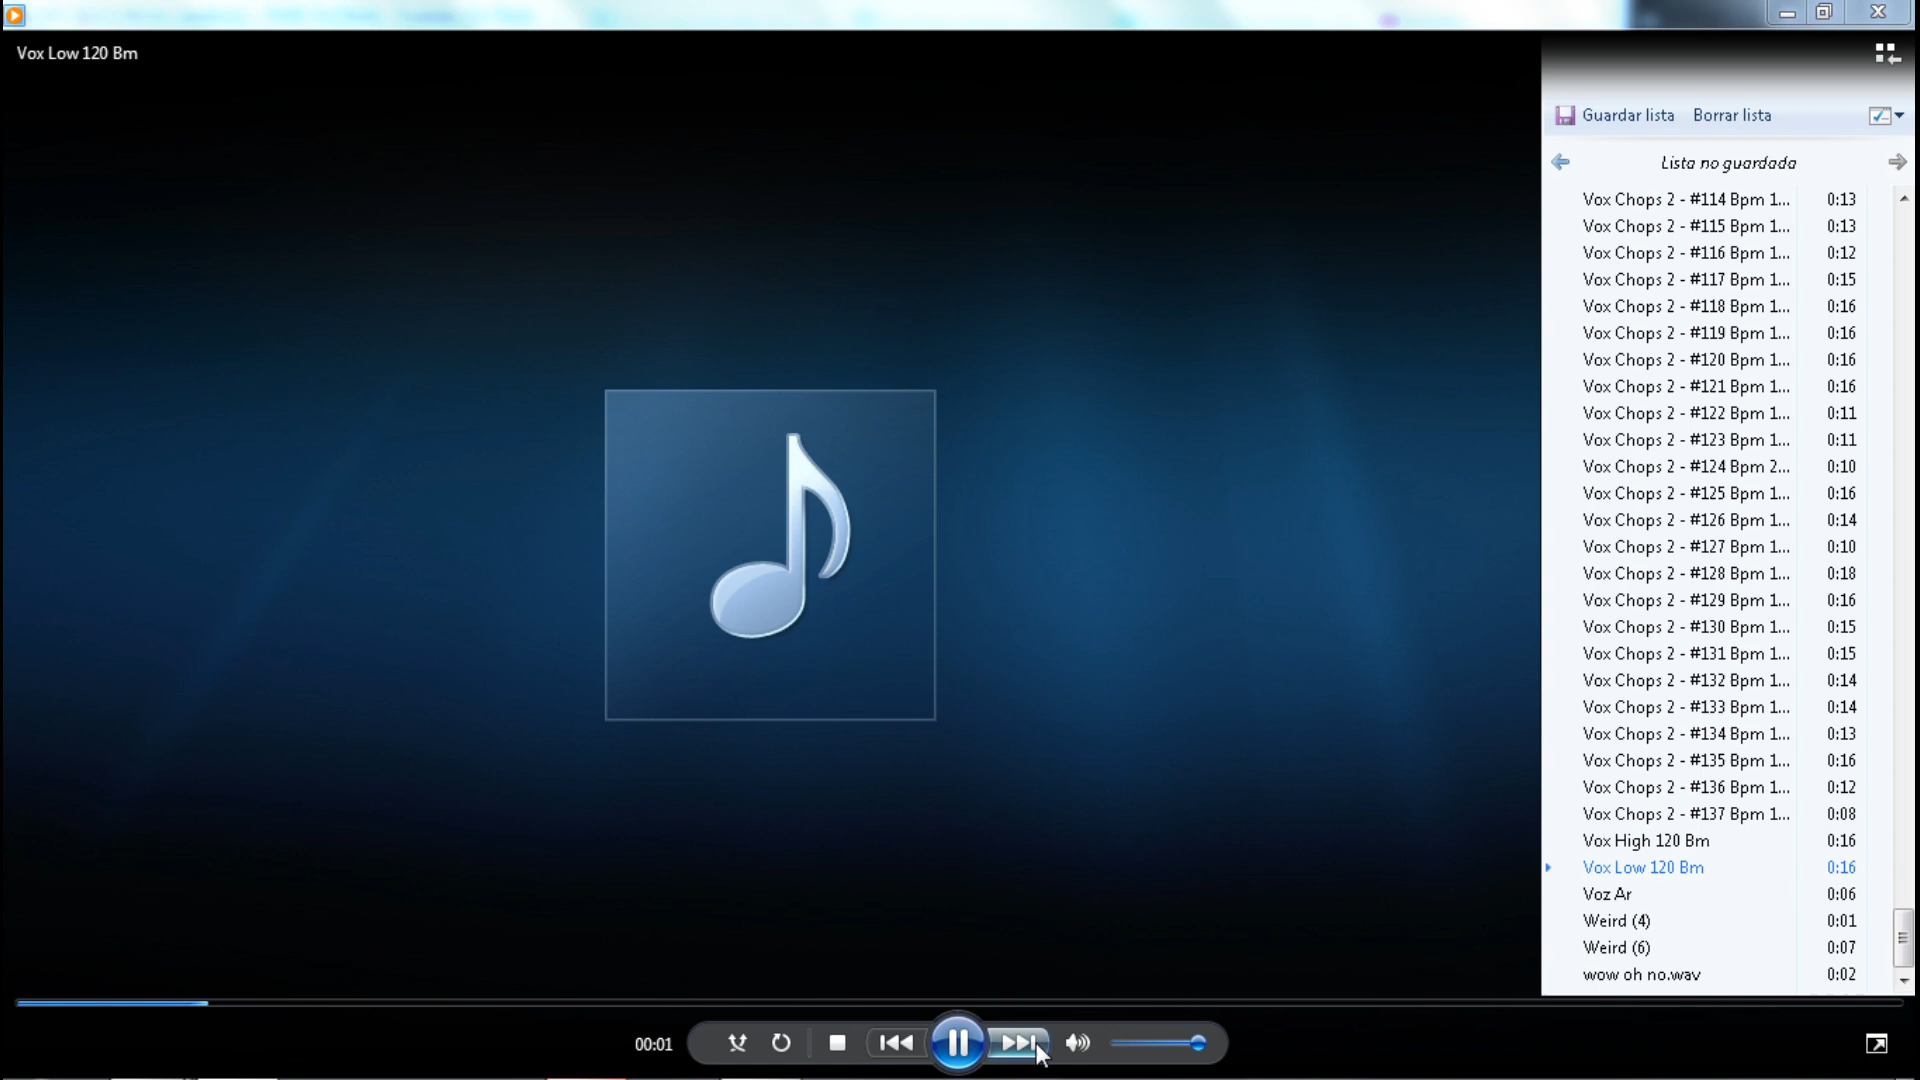 Vox Low 120 Bm
Guardar lista Borrar lista
Lista no guardada
Vox Chops 2 - #114 Bpm 1... 0:13
Vox Chops 2 - #115 Bpm 1... 0:13
Vox Chops 2 - #116 Bpm 1... 0:12
Vox Chops 2 - #117 Bpm 1... 0:15
Vox Chops 2 - #118 Bpm 1... 0:16
Vox Chops 2 - #119 Bpm 1... 0:16
Vox Chops 2 - #120 Bpm 1... 0:16
Vox Chops 2 - #121 Bpm 1... 0:16
Vox Chops 2 - #122 Bpm 1... 0:11
Vox Chops 2 - #123 Bpm 1... 0:11
Vox Chops 2 - #124 Bpm 2... 0:10
Vox Chops 2 - #125 Bpm 1... 0:16
Vox Chops 2 - #126 Bpm 1... 0:14
Vox Chops 2 - #127 Bpm 1... 0:10
Vox Chops 2 - #128 Bpm 1... 0:18
Vox Chops 2 - #129 Bpm 1... 0:16
Vox Chops 2 - #130 Bpm 1... 0:15
Vox Chops 2 - #131 Bpm 1... 0:15
Vox Chops 2 - #132 Bpm 1... 0:14
Vox Chops 2 - #133 Bpm 1... 0:14
Vox Chops 2 - #134 Bpm 1... 0:13
Vox Chops 2 - #135 Bpm 1... 0:16
Vox Chops 2 - #136 Bpm 1... 0:12
Vox Chops 2 - #137 Bpm 1... 0:08
Vox High 120 Bm 0:16
Vox Low 120 Bm 0:16
Voz Ar 0:06
Weird (4) 0:01
Weird (6) 0:07
wow oh no.wav 0:02
00:01